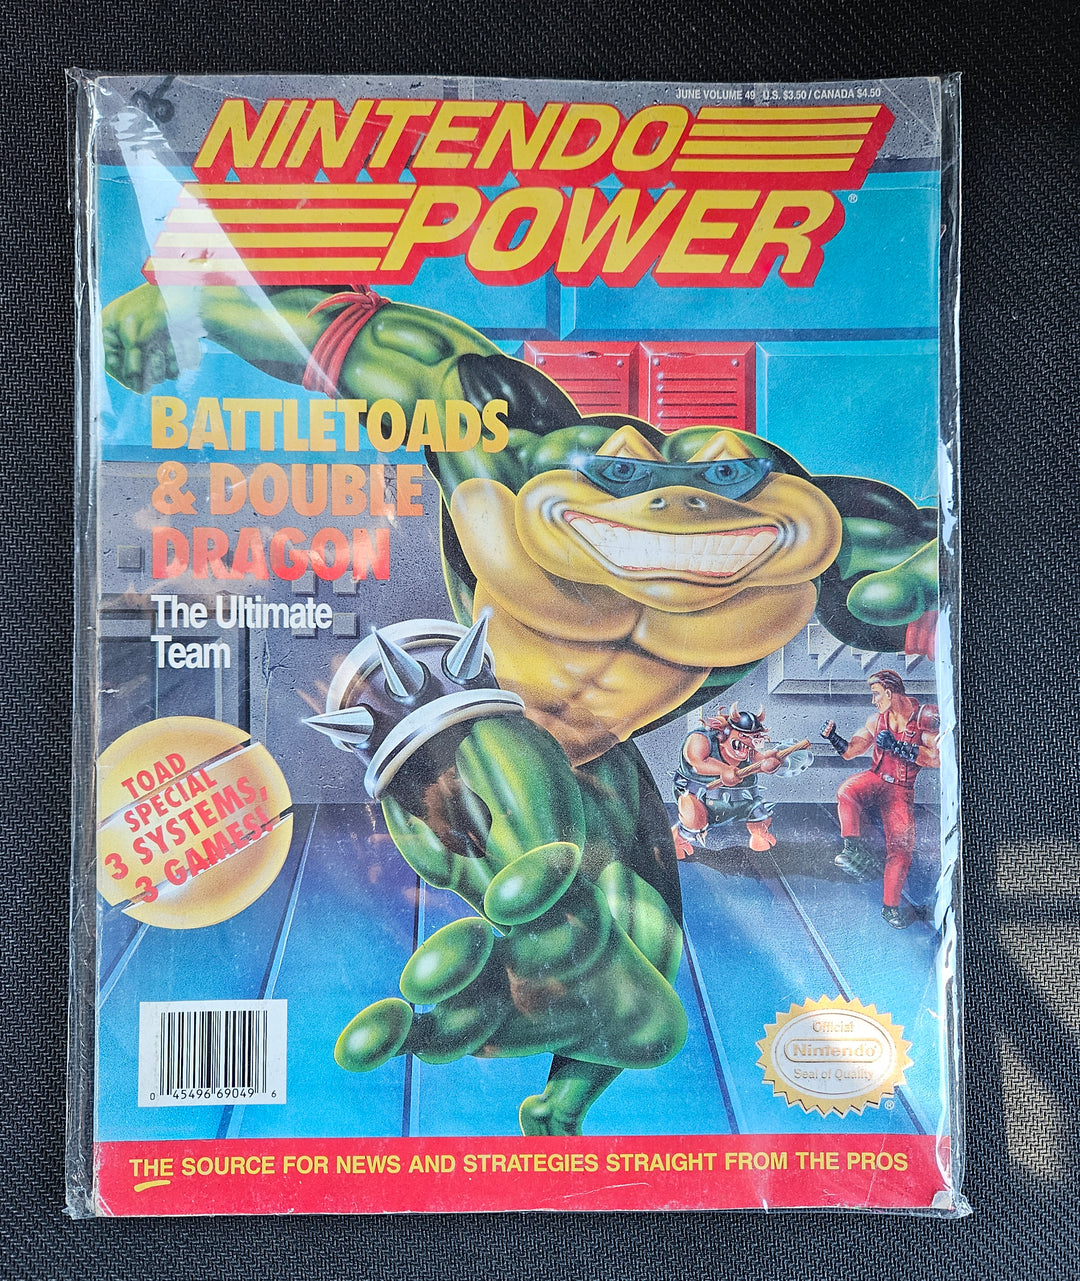 JUNE VOLUME 49 U.S. $3.50 / CANADA $4.50
NINTENDO
POWER®
BATTLETOADS
& DOUBLE
DRAGON
The Ultimate
Team
TOAD
SPECIAL
3 SYSTEMS,
3 GAMES!
0 45496 69049 6
Official
Nintendo®
Seal of Quality
®
THE SOURCE FOR NEWS AND STRATEGIES STRAIGHT FROM THE PROS